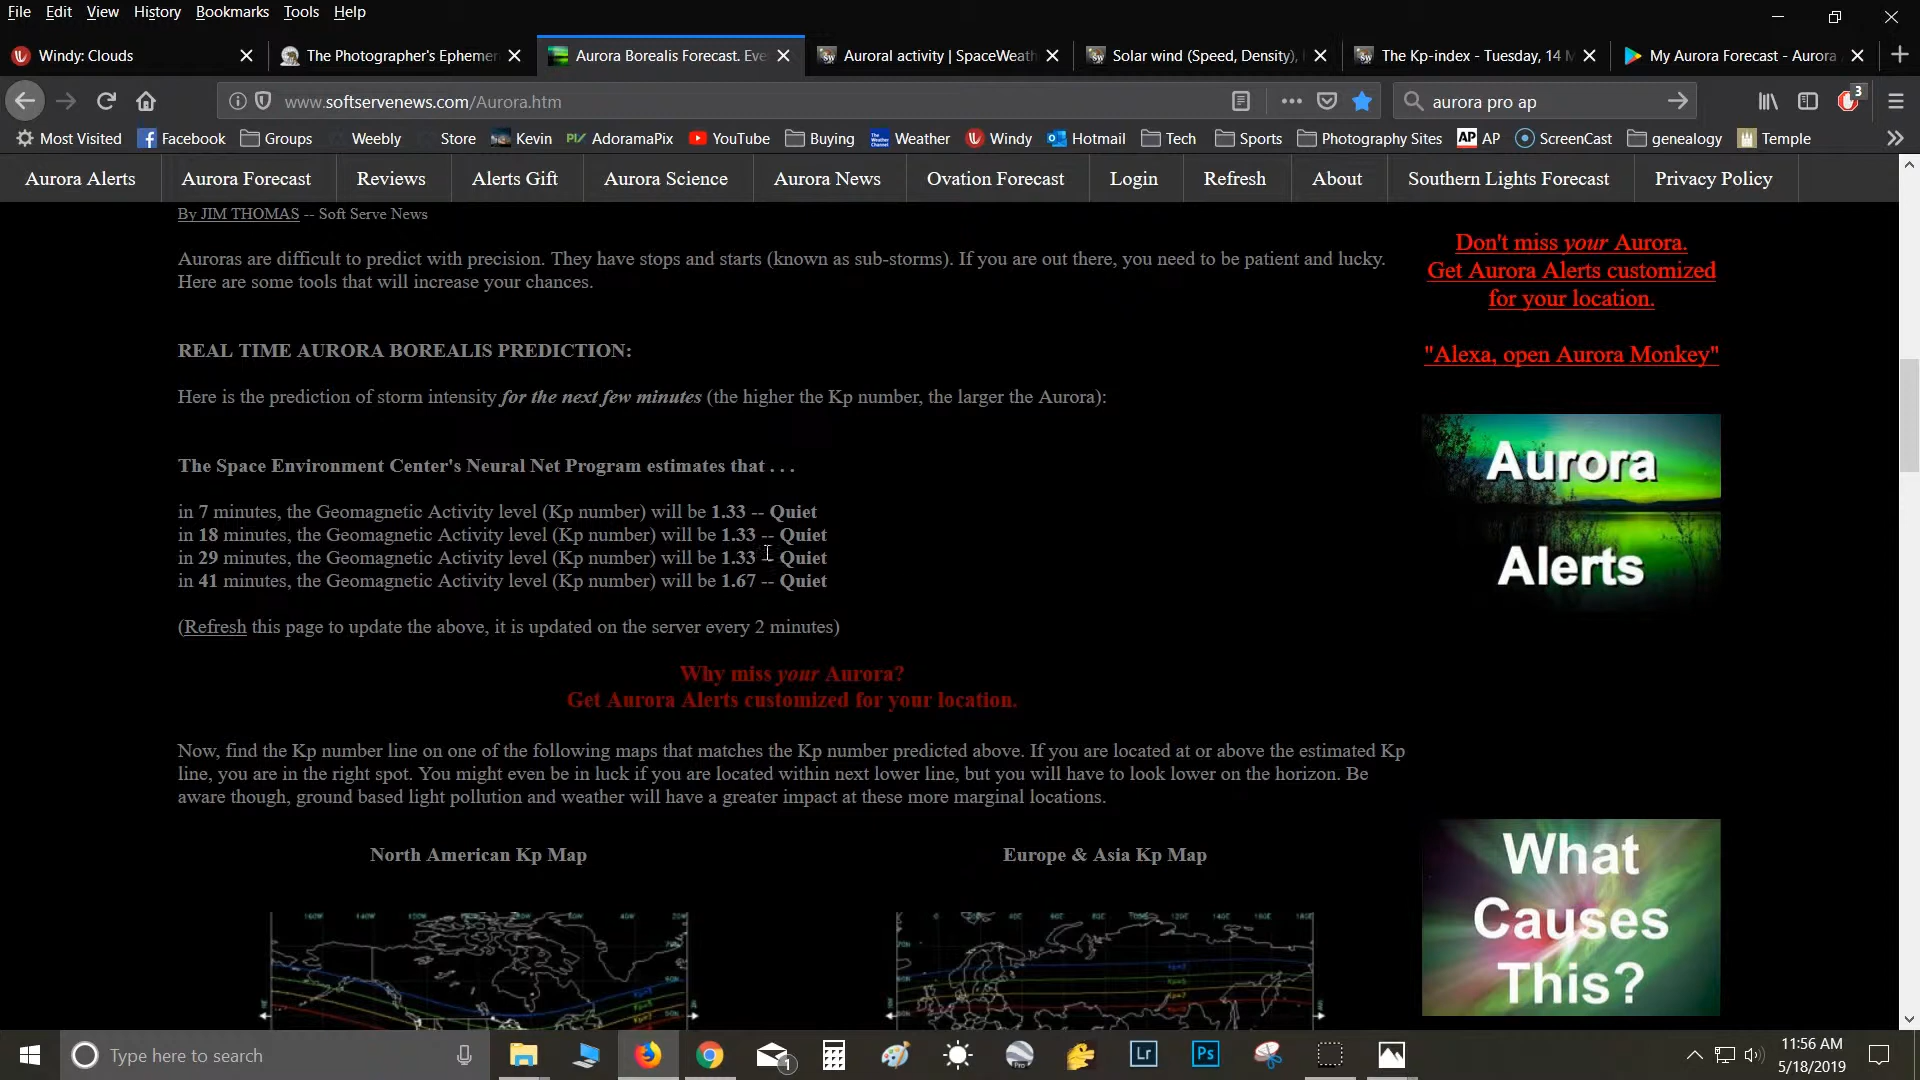 File Edit View History Bookmarks Tools Help
Windy: Clouds
The Photographer's Ephemer
Aurora Borealis Forecast. Eve
Auroral activity | SpaceWeath
Solar wind (Speed, Density),
The Kp-index - Tuesday, 14 M
My Aurora Forecast - Aurora
www.softservenews.com/Aurora.htm
aurora pro ap
3
Most Visited Facebook Groups Weebly Store Kevin AdoramaPix YouTube Buying Weather Windy Hotmail Tech Sports Photography Sites AP AP ScreenCast genealogy Temple
Aurora Alerts Aurora Forecast Reviews Alerts Gift Aurora Science Aurora News Ovation Forecast Login Refresh About Southern Lights Forecast Privacy Policy
By JIM THOMAS -- Soft Serve News
Auroras are difficult to predict with precision. They have stops and starts (known as sub-storms). If you are out there, you need to be patient and lucky.
Here are some tools that will increase your chances.
REAL TIME AURORA BOREALIS PREDICTION:
Here is the prediction of storm intensity for the next few minutes (the higher the Kp number, the larger the Aurora):
The Space Environment Center's Neural Net Program estimates that . . .
in 7 minutes, the Geomagnetic Activity level (Kp number) will be 1.33 -- Quiet
in 18 minutes, the Geomagnetic Activity level (Kp number) will be 1.33 -- Quiet
in 29 minutes, the Geomagnetic Activity level (Kp number) will be 1.33 -- Quiet
in 41 minutes, the Geomagnetic Activity level (Kp number) will be 1.67 -- Quiet
(Refresh this page to update the above, it is updated on the server every 2 minutes)
Why miss your Aurora?
Get Aurora Alerts customized for your location.
Now, find the Kp number line on one of the following maps that matches the Kp number predicted above. If you are located at or above the estimated Kp
line, you are in the right spot. You might even be in luck if you are located within next lower line, but you will have to look lower on the horizon. Be
aware though, ground based light pollution and weather will have a greater impact at these more marginal locations.
North American Kp Map
Europe & Asia Kp Map
Don't miss your Aurora.
Get Aurora Alerts customized
for your location.
"Alexa, open Aurora Monkey"
Aurora
Alerts
What
Causes
This?
Type here to search
1
Pro
Lr
Ps
11:56 AM
5/18/2019